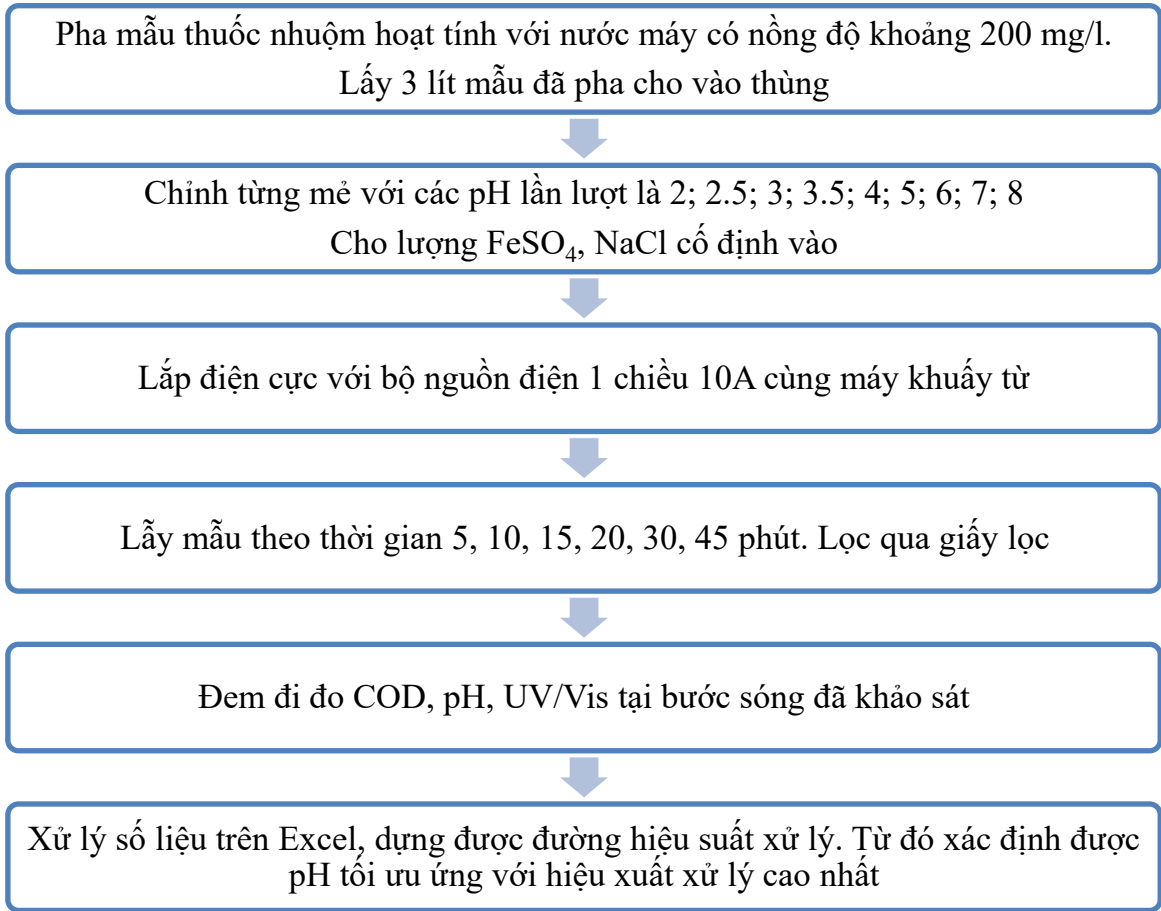 Pha mẫu thuốc nhuộm hoạt tính với nước máy có nồng độ khoảng 200 mg/l.
Lấy 3 lít mẫu đã pha cho vào thùng
Chỉnh từng mẻ với các pH lần lượt là 2; 2.5; 3; 3.5; 4; 5; 6; 7; 8
Cho lượng FeSO₄, NaCl cố định vào
Lắp điện cực với bộ nguồn điện 1 chiều 10A cùng máy khuấy từ
Lẫy mẫu theo thời gian 5, 10, 15, 20, 30, 45 phút. Lọc qua giấy lọc
Đem đi đo COD, pH, UV/Vis tại bước sóng đã khảo sát
Xử lý số liệu trên Excel, dựng được đường hiệu suất xử lý. Từ đó xác định được
pH tối ưu ứng với hiệu xuất xử lý cao nhất